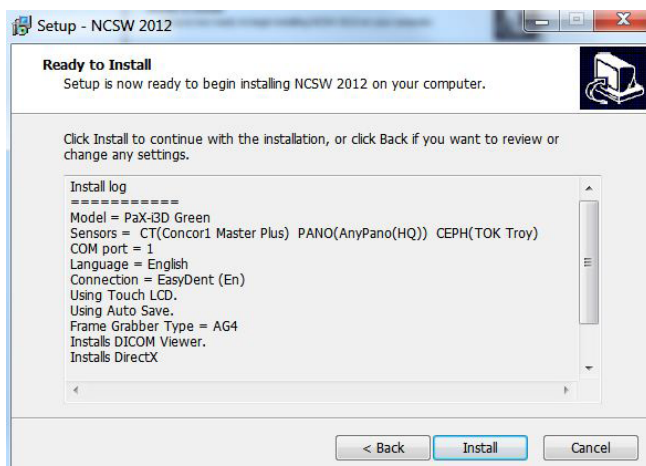 Setup - NCSW 2012
Ready to Install
Setup is now ready to begin installing NCSW 2012 on your computer.
Click Install to continue with the installation, or click Back if you want to review or
change any settings.
Install log
===========
Model = PaX-i3D Green
Sensors =  CT(Concor1 Master Plus)  PANO(AnyPano(HQ))  CEPH(TOK Troy)
COM port = 1
Language = English
Connection = EasyDent (En)
Using Touch LCD.
Using Auto Save.
Frame Grabber Type = AG4
Installs DICOM Viewer.
Installs DirectX
< Back Install Cancel